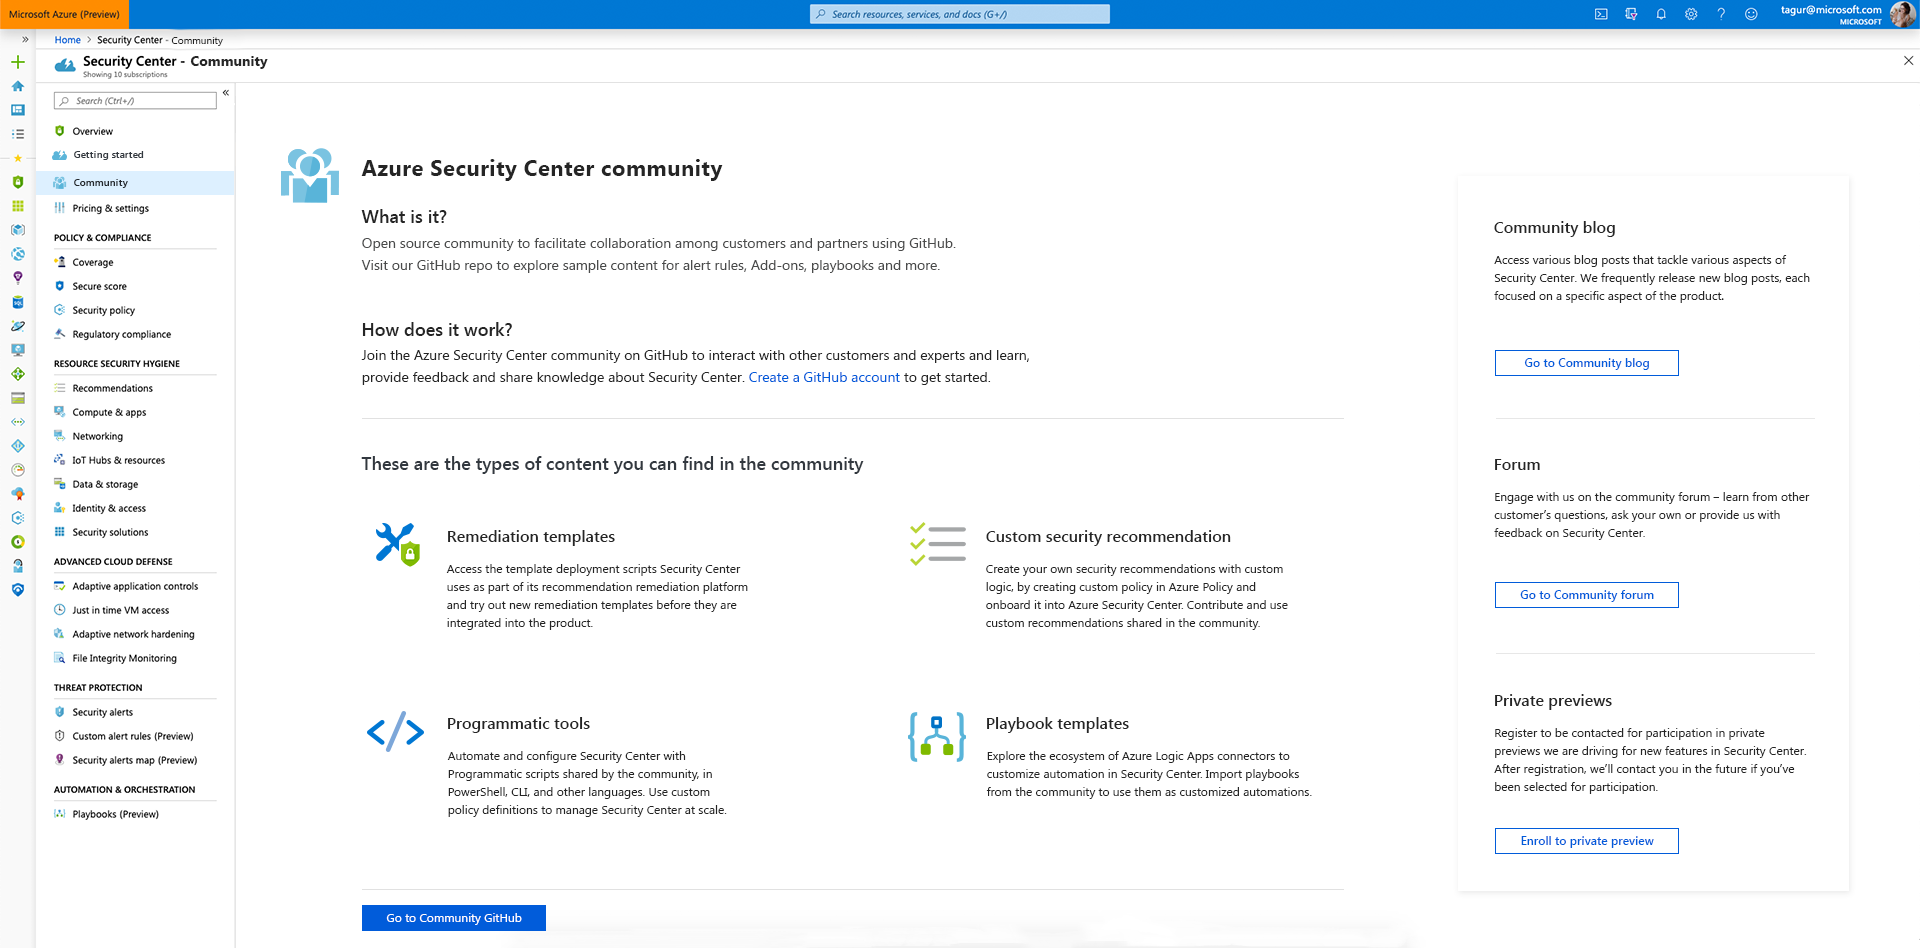 Microsoft Azure (Preview)
Search resources, services, and docs (G+/)
tagur@microsoft.com
MICROSOFT
Home > Security Center - Community
Security Center - Community
Showing 10 subscriptions
Search (Ctrl+/)
Overview
Getting started
Community
Pricing & settings
POLICY & COMPLIANCE
Coverage
Secure score
Security policy
Regulatory compliance
RESOURCE SECURITY HYGIENE
Recommendations
Compute & apps
Networking
IoT Hubs & resources
Data & storage
Identity & access
Security solutions
ADVANCED CLOUD DEFENSE
Adaptive application controls
Just in time VM access
Adaptive network hardening
File Integrity Monitoring
THREAT PROTECTION
Security alerts
Custom alert rules (Preview)
Security alerts map (Preview)
AUTOMATION & ORCHESTRATION
Playbooks (Preview)
Azure Security Center community
What is it?
Open source community to facilitate collaboration among customers and partners using GitHub.
Visit our GitHub repo to explore sample content for alert rules, Add-ons, playbooks and more.
How does it work?
Join the Azure Security Center community on GitHub to interact with other customers and experts and learn,
provide feedback and share knowledge about Security Center. Create a GitHub account to get started.
These are the types of content you can find in the community
Remediation templates
Access the template deployment scripts Security Center
uses as part of its recommendation remediation platform
and try out new remediation templates before they are
integrated into the product.
Custom security recommendation
Create your own security recommendations with custom
logic, by creating custom policy in Azure Policy and
onboard it into Azure Security Center. Contribute and use
custom recommendations shared in the community.
Programmatic tools
Automate and configure Security Center with
Programmatic scripts shared by the community, in
PowerShell, CLI, and other languages. Use custom
policy definitions to manage Security Center at scale.
Playbook templates
Explore the ecosystem of Azure Logic Apps connectors to
customize automation in Security Center. Import playbooks
from the community to use them as customized automations.
Go to Community GitHub
Community blog
Access various blog posts that tackle various aspects of
Security Center. We frequently release new blog posts, each
focused on a specific aspect of the product.
Go to Community blog
Forum
Engage with us on the community forum – learn from other
customer's questions, ask your own or provide us with
feedback on Security Center.
Go to Community forum
Private previews
Register to be contacted for participation in private
previews we are driving for new features in Security Center.
After registration, we'll contact you in the future if you've
been selected for participation.
Enroll to private preview